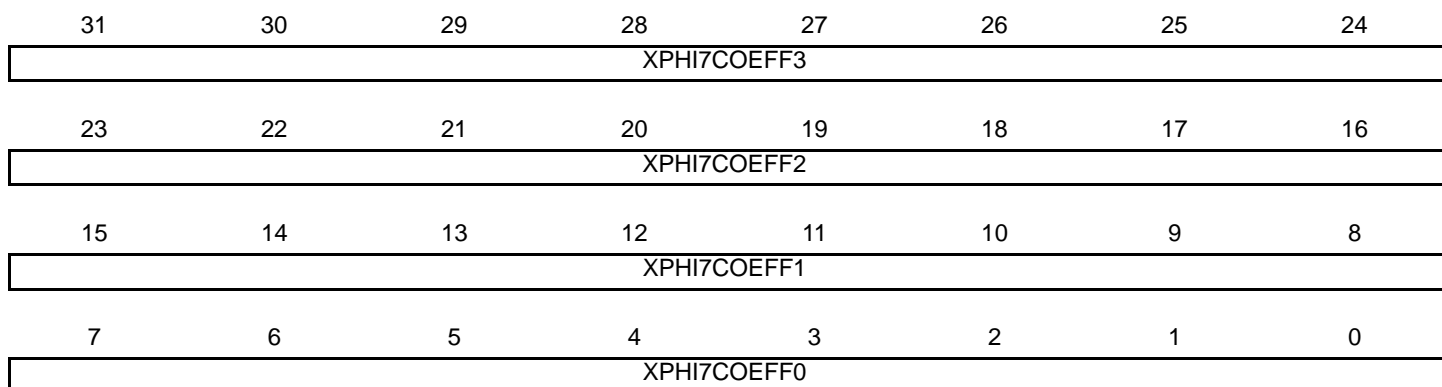 31 30 29 28 27 26 25 24
XPHI7COEFF3
23 22 21 20 19 18 17 16
XPHI7COEFF2
15 14 13 12 11 10 9 8
XPHI7COEFF1
7 6 5 4 3 2 1 0
XPHI7COEFF0